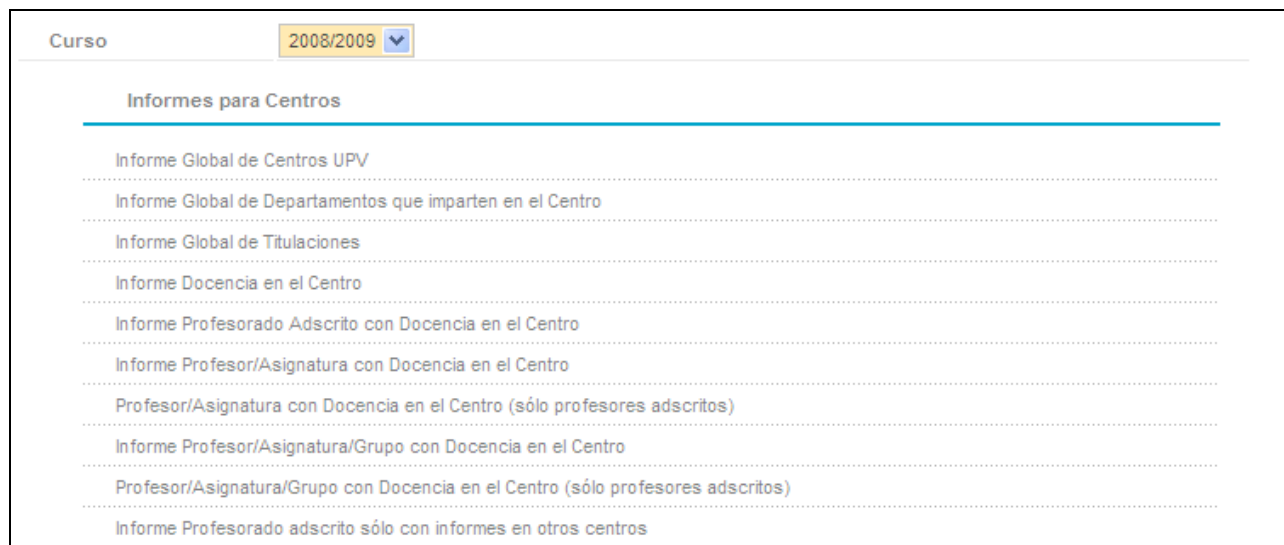 Curso 2008/2009
Informes para Centros
Informe Global de Centros UPV
Informe Global de Departamentos que imparten en el Centro
Informe Global de Titulaciones
Informe Docencia en el Centro
Informe Profesorado Adscrito con Docencia en el Centro
Informe Profesor/Asignatura con Docencia en el Centro
Profesor/Asignatura con Docencia en el Centro (sólo profesores adscritos)
Informe Profesor/Asignatura/Grupo con Docencia en el Centro
Profesor/Asignatura/Grupo con Docencia en el Centro (sólo profesores adscritos)
Informe Profesorado adscrito sólo con informes en otros centros